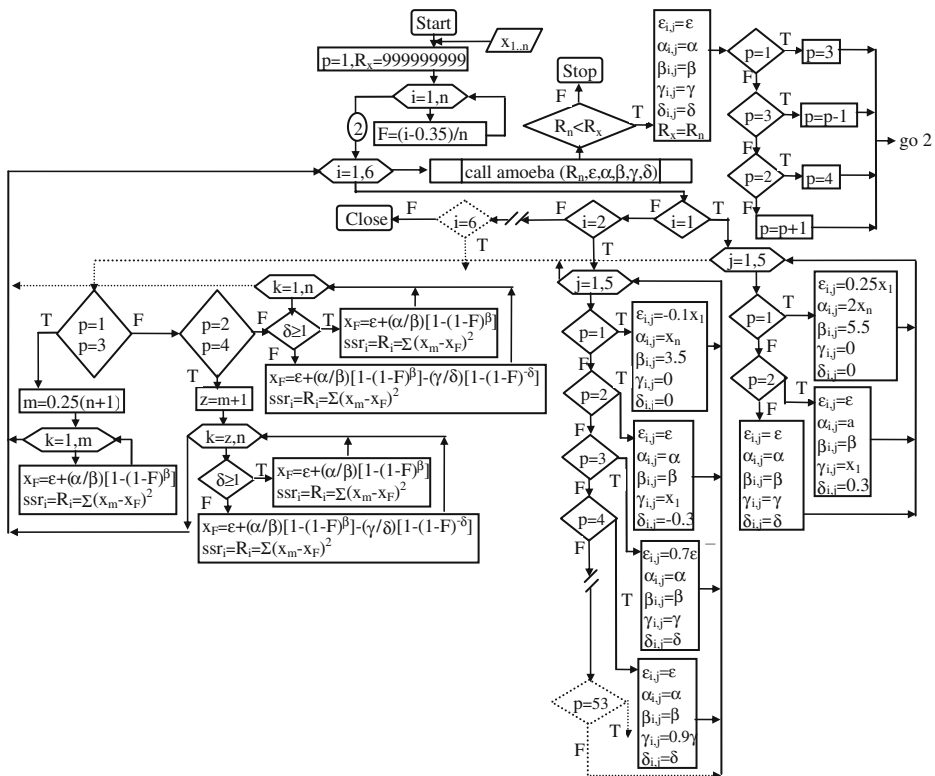 Start
x1..n
p=1,Rx=999999999
i=1,n
F=(i-0.35)/n
2
i=1,6
call amoeba (Rn,ε,α,β,γ,δ)
Stop
F
Rn<Rx
T
εi,j=ε
αi,j=α
βi,j=β
γi,j=γ
δi,j=δ
Rx=Rn
p=1
T
p=3
F
p=3
T
p=p-1
F
p=2
T
p=4
F
p=p+1
go 2
Close
F
i=6
T
F
i=2
T
F
i=1
T
j=1,5
p=1
T
εi,j=0.25x1
αi,j=2xn
βi,j=5.5
γi,j=0
δi,j=0
F
p=2
T
εi,j=ε
αi,j=a
βi,j=β
γi,j=x1
δi,j=0.3
F
εi,j= ε
αi,j=α
βi,j=β
γi,j=γ
δi,j=δ
j=1,5
p=1
T
εi,j=-0.1x1
αi,j=xn
βi,j=3.5
γi,j=0
δi,j=0
F
p=2
T
εi,j=ε
αi,j=α
βi,j=β
γi,j=x1
δi,j=-0.3
F
p=3
T
εi,j=0.7ε
αi,j=α
βi,j=β
γi,j=γ
δi,j=δ
F
p=4
T
εi,j=ε
αi,j=α
βi,j=β
γi,j=0.9γ
δi,j=δ
F
p=53
T
F
T
p=1
p=3
F
m=0.25(n+1)
k=1,m
xF=ε+(α/β)[1-(1-F)β]
ssri=Ri=Σ(xm-xF)2
p=2
p=4
F
T
k=1,n
δ≥1
T
xF=ε+(α/β)[1-(1-F)β]
ssri=Ri=Σ(xm-xF)2
F
xF=ε+(α/β)[1-(1-F)β]-(γ/δ)[1-(1-F)-δ]
ssri=Ri=Σ(xm-xF)2
z=m+1
k=z,n
δ≥1
T
xF=ε+(α/β)[1-(1-F)β]
ssri=Ri=Σ(xm-xF)2
F
xF=ε+(α/β)[1-(1-F)β]-(γ/δ)[1-(1-F)-δ]
ssri=Ri=Σ(xm-xF)2